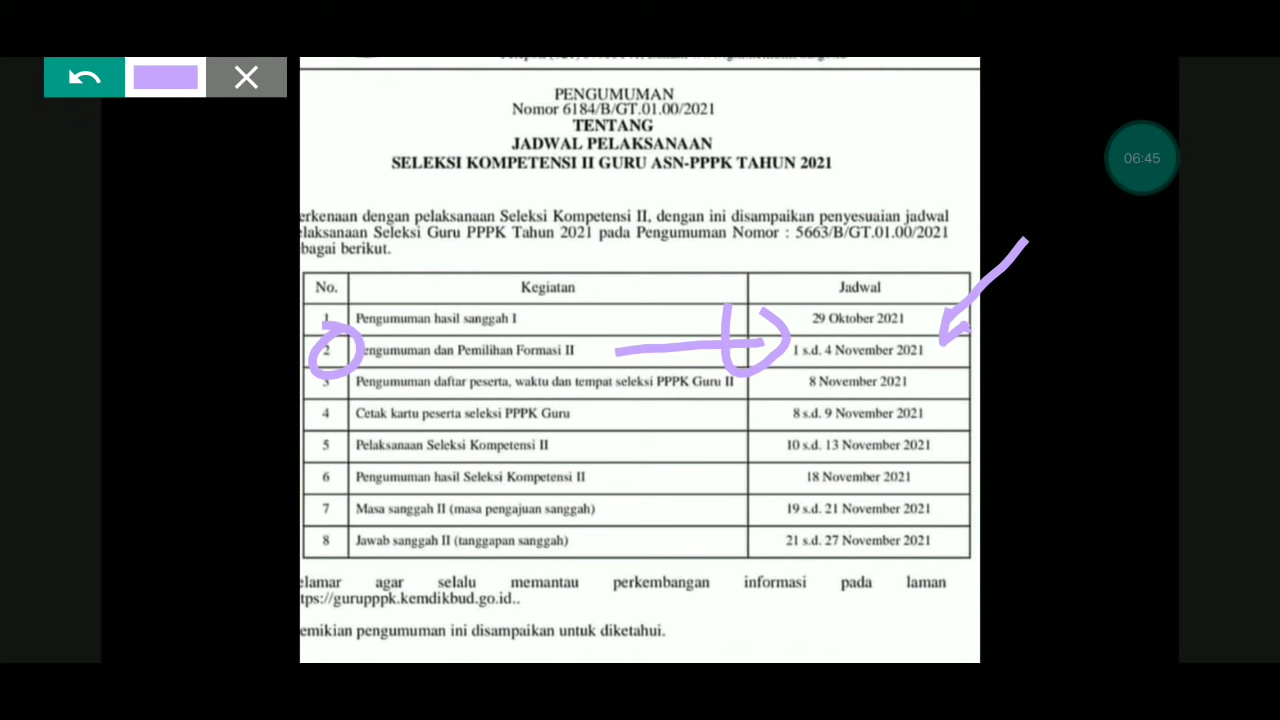 PENGUMUMAN
Nomor 6184/B/GT.01.00/2021
TENTANG
JADWAL PELAKSANAAN
SELEKSI KOMPETENSI II GURU ASN-PPPK TAHUN 2021
06:45
erkenaan dengan pelaksanaan Seleksi Kompetensi II, dengan ini disampaikan penyesuaian jadwal
elaksanaan Seleksi Guru PPPK Tahun 2021 pada Pengumuman Nomor : 5663/B/GT.01.00/2021
bagai berikut.
No. Kegiatan Jadwal
1 Pengumuman hasil sanggah I 29 Oktober 2021
2 engumuman dan Pemilihan Formasi II 1 s.d. 4 November 2021
3 Pengumuman daftar peserta, waktu dan tempat seleksi PPPK Guru II 8 November 2021
4 Cetak kartu peserta seleksi PPPK Guru 8 s.d. 9 November 2021
5 Pelaksanaan Seleksi Kompetensi II 10 s.d. 13 November 2021
6 Pengumuman hasil Seleksi Kompetensi II 18 November 2021
7 Masa sanggah II (masa pengajuan sanggah) 19 s.d. 21 November 2021
8 Jawab sanggah II (tanggapan sanggah) 21 s.d. 27 November 2021
elamar agar selalu memantau perkembangan informasi pada laman
tps://gurupppk.kemdikbud.go.id..
emikian pengumuman ini disampaikan untuk diketahui.